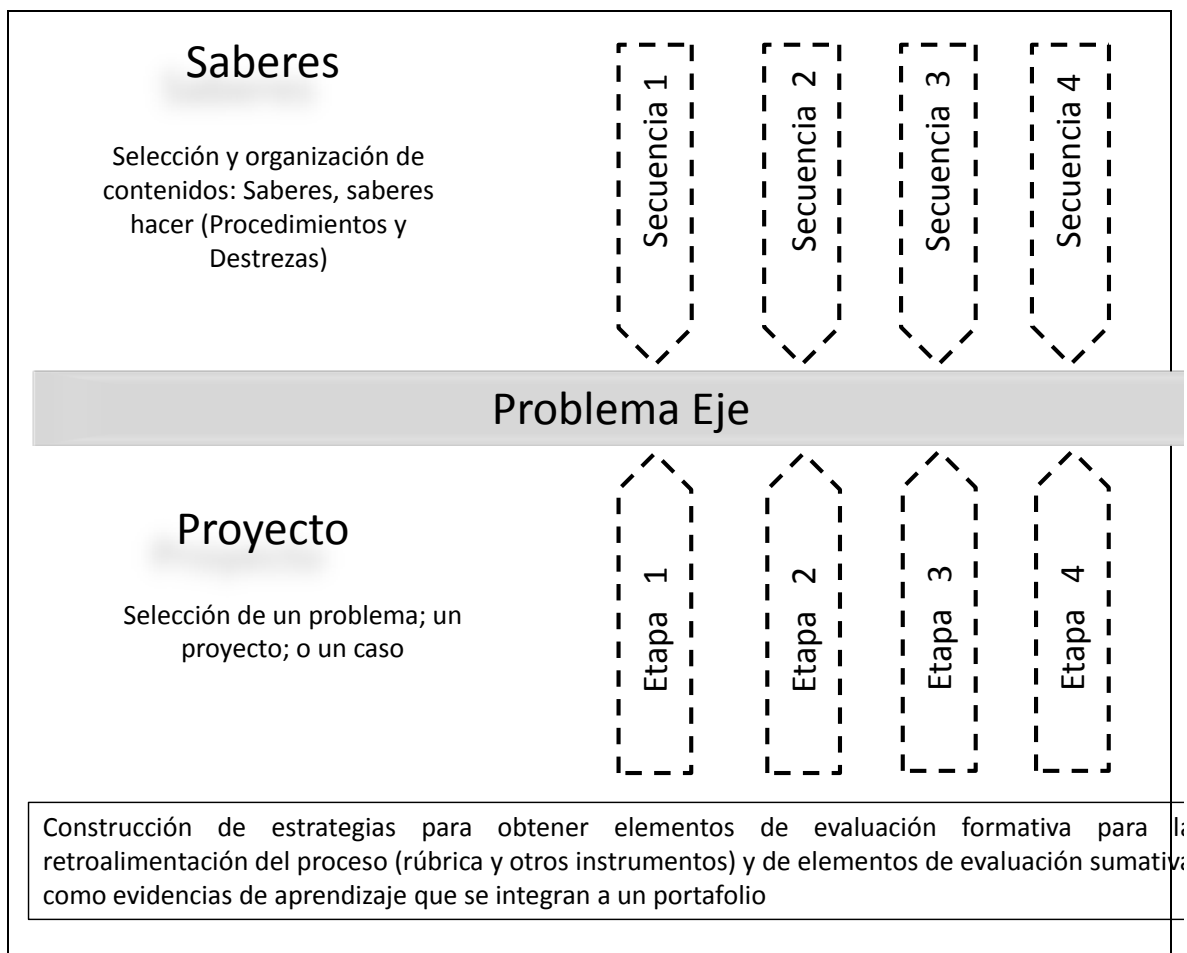 Saberes
Selección y organización de
contenidos: Saberes, saberes
hacer (Procedimientos y
Destrezas)
Secuencia 1
Secuencia 2
Secuencia 3
Secuencia 4
Problema Eje
Proyecto
Selección de un problema; un
proyecto; o un caso
Etapa 1
Etapa 2
Etapa 3
Etapa 4
Construcción de estrategias para obtener elementos de evaluación formativa para la
retroalimentación del proceso (rúbrica y otros instrumentos) y de elementos de evaluación sumativa
como evidencias de aprendizaje que se integran a un portafolio